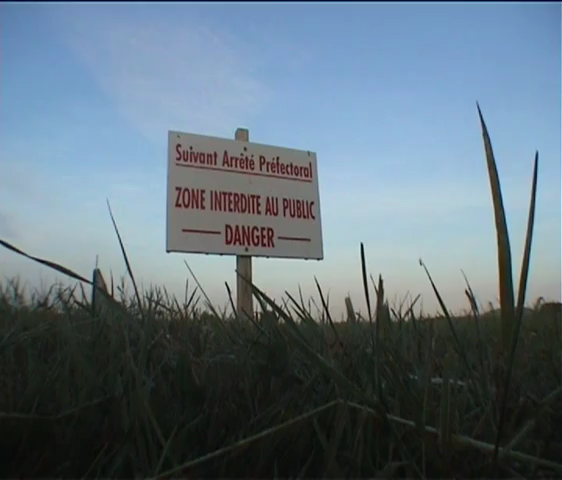 Suivant Arrêté Préfectoral
ZONE INTERDITE AU PUBLIC
DANGER